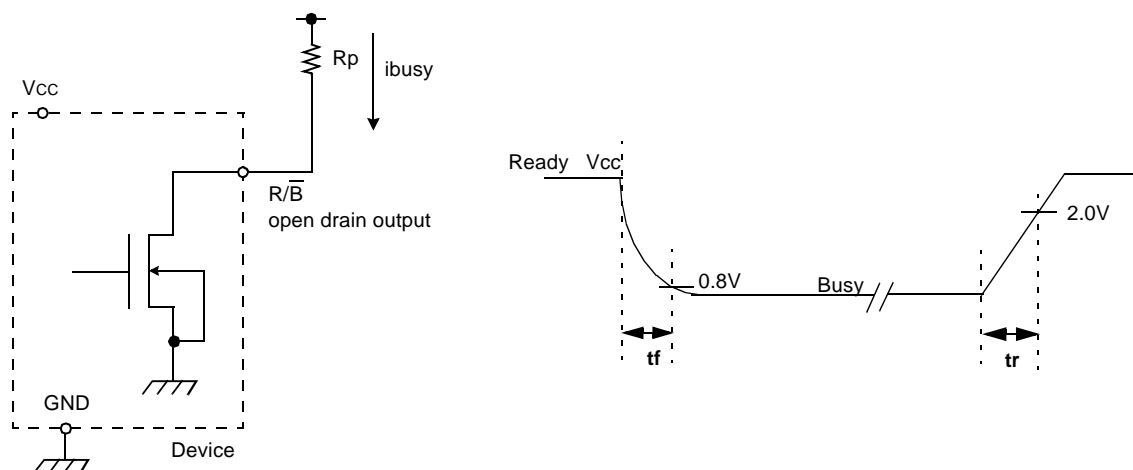 Rp
ibusy
VCC
R/B̅
open drain output
GND
Device
Ready Vcc
2.0V
0.8V
Busy
tf
tr